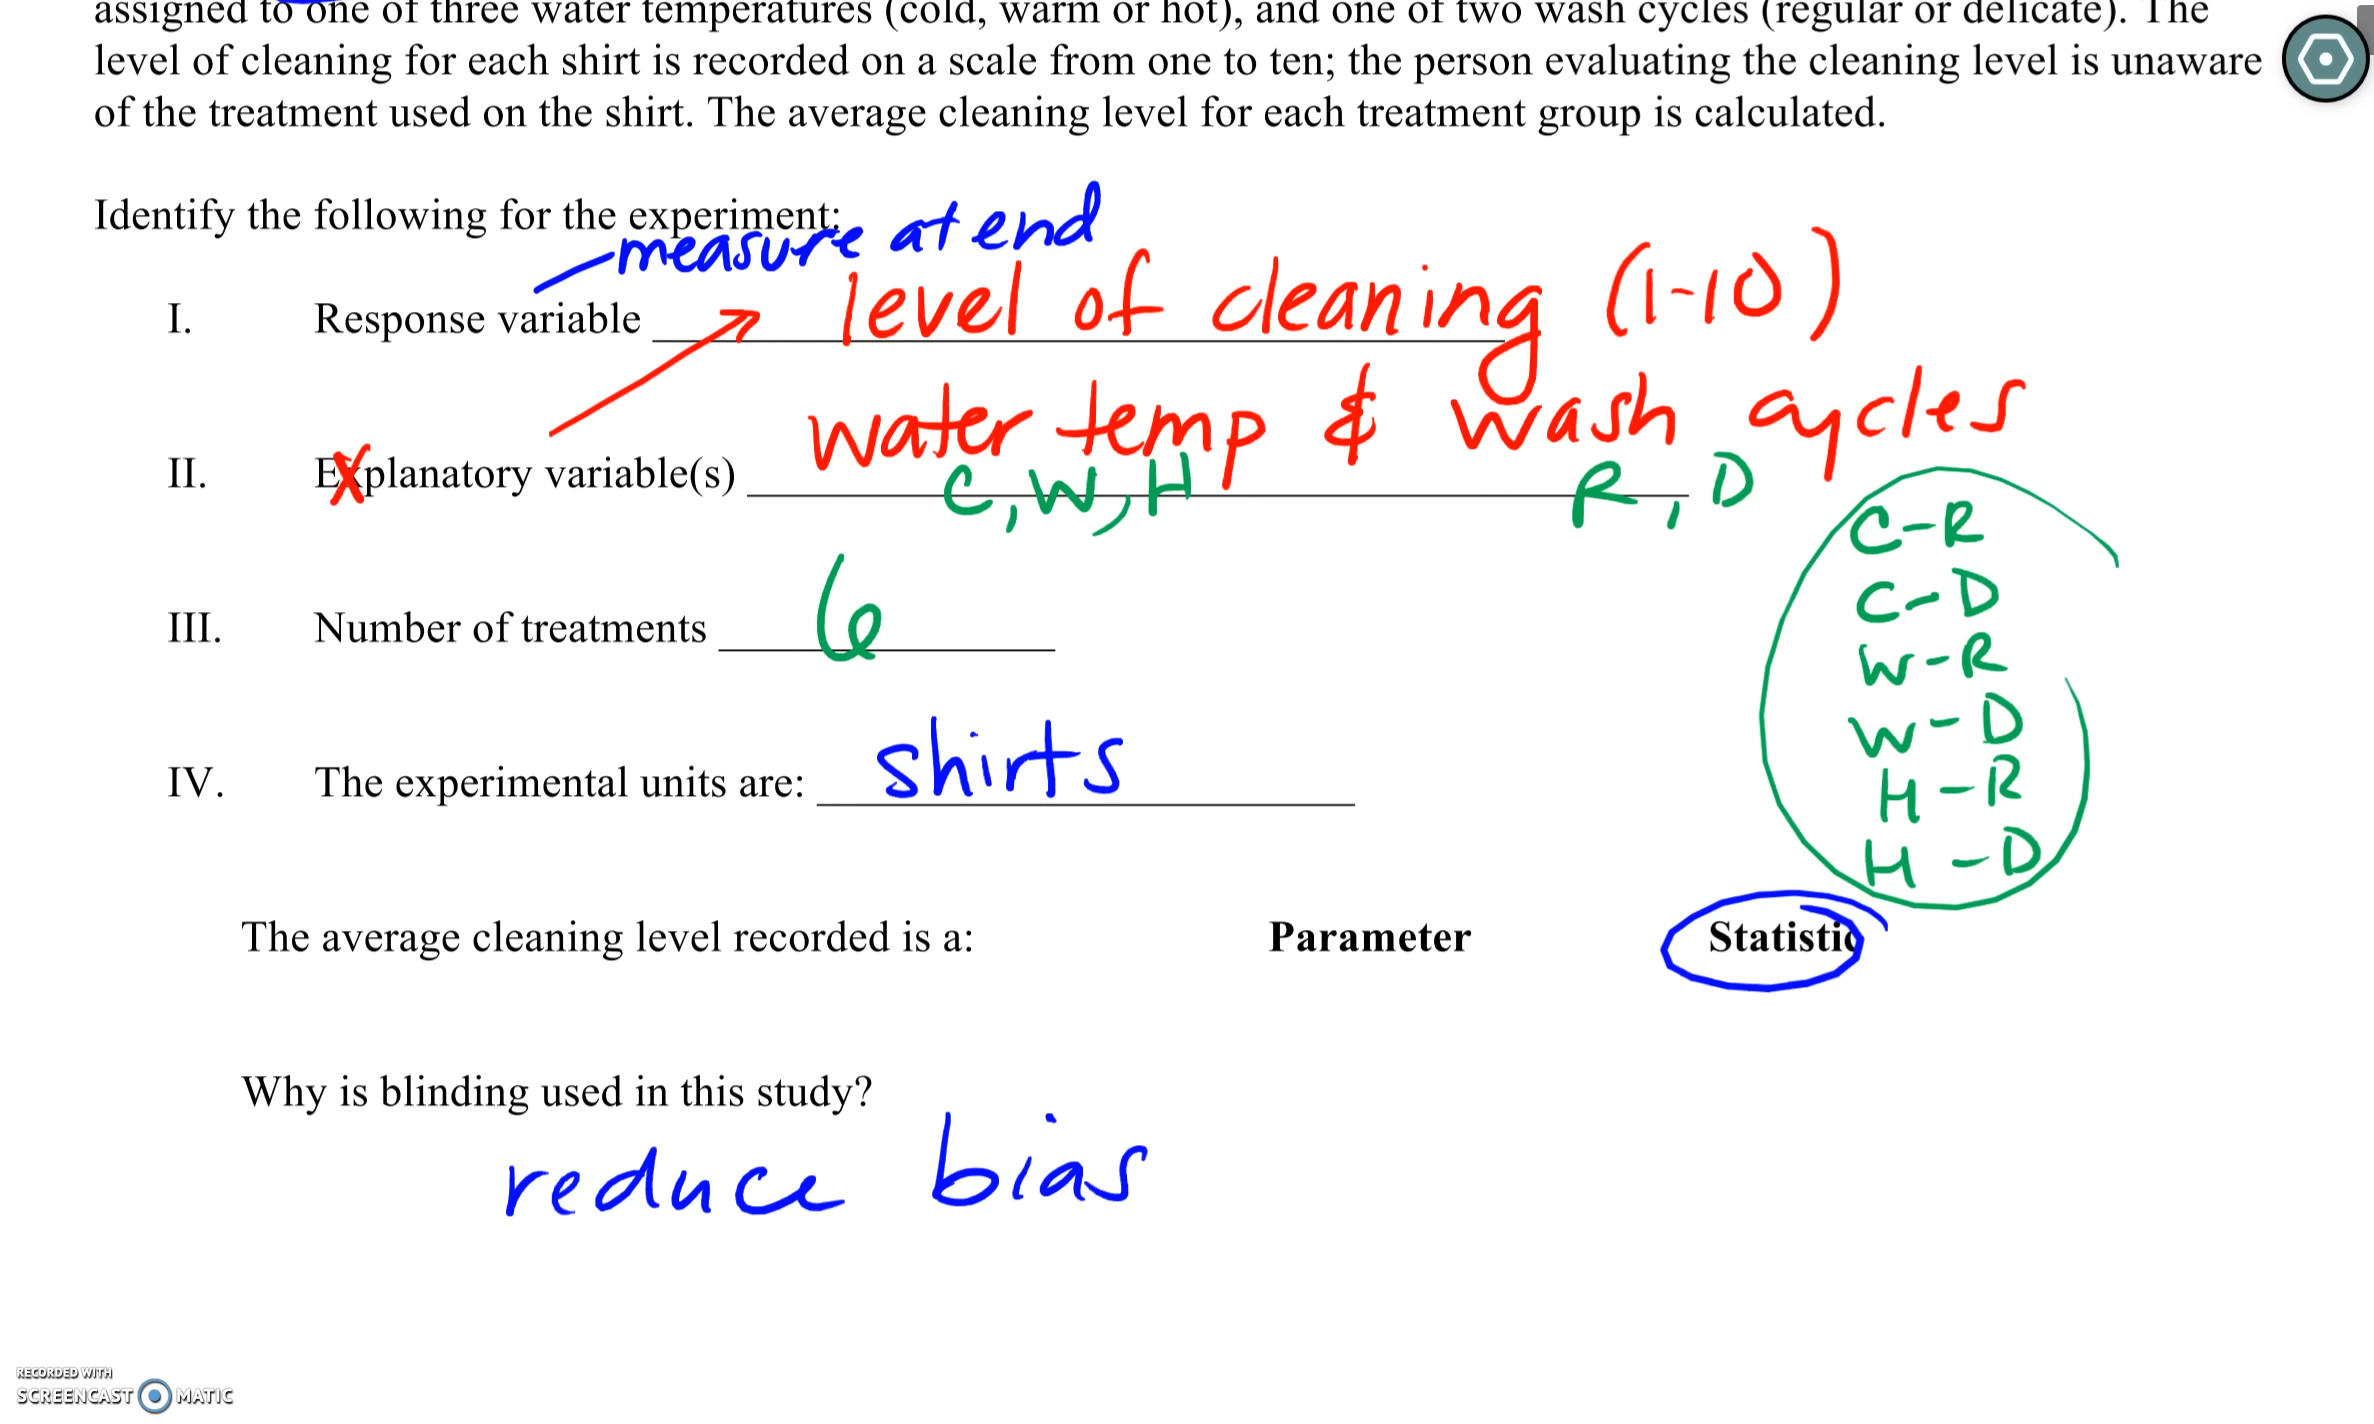 assigned to one of three water temperatures (cold, warm or hot), and one of two wash cycles (regular or delicate). The
level of cleaning for each shirt is recorded on a scale from one to ten; the person evaluating the cleaning level is unaware
of the treatment used on the shirt. The average cleaning level for each treatment group is calculated.
Identify the following for the experiment:
measure at end
I. Response variable level of cleaning (1-10)
water temp & wash cycles
II. Explanatory variable(s)
C, W, H R, D
C-R
C-D
III. Number of treatments 6
W-R
W-D
IV. The experimental units are: shirts
H-R
H-D
The average cleaning level recorded is a: Parameter Statistic
Why is blinding used in this study?
reduce bias
RECORDED WITH
SCREENCAST MATIC